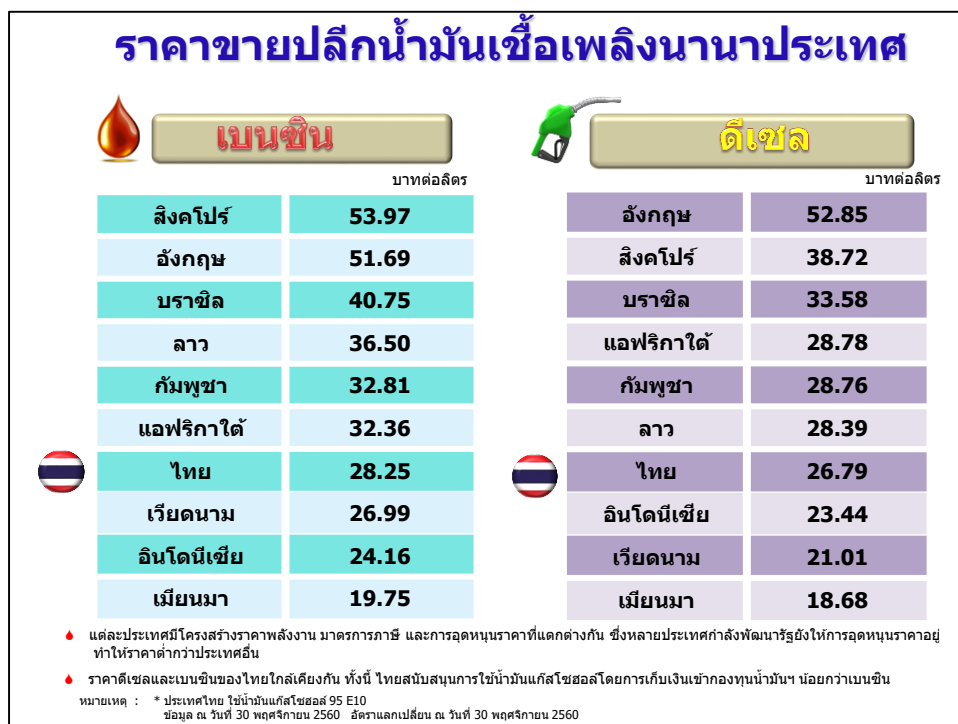 ราคาขายปลีกน้ำมันเชื้อเพลิงนานาประเทศ
เบนซิน
บาทต่อลิตร
สิงคโปร์ 53.97
อังกฤษ 51.69
บราซิล 40.75
ลาว 36.50
กัมพูชา 32.81
แอฟริกาใต้ 32.36
ไทย 28.25
เวียดนาม 26.99
อินโดนีเซีย 24.16
เมียนมา 19.75
ดีเซล
บาทต่อลิตร
อังกฤษ 52.85
สิงคโปร์ 38.72
บราซิล 33.58
แอฟริกาใต้ 28.78
กัมพูชา 28.76
ลาว 28.39
ไทย 26.79
อินโดนีเซีย 23.44
เวียดนาม 21.01
เมียนมา 18.68
แต่ละประเทศมีโครงสร้างราคาพลังงาน มาตรการภาษี และการอุดหนุนราคาที่แตกต่างกัน ซึ่งหลายประเทศกำลังพัฒนารัฐยังให้การอุดหนุนราคาอยู่
ทำให้ราคาต่ำกว่าประเทศอื่น
ราคาดีเซลและเบนซินของไทยใกล้เคียงกัน ทั้งนี้ ไทยสนับสนุนการใช้น้ำมันแก๊สโซฮอล์โดยการเก็บเงินเข้ากองทุนน้ำมันฯ น้อยกว่าเบนซิน
หมายเหตุ : * ประเทศไทย ใช้น้ำมันแก๊สโซฮอล์ 95 E10
ข้อมูล ณ วันที่ 30 พฤศจิกายน 2560 อัตราแลกเปลี่ยน ณ วันที่ 30 พฤศจิกายน 2560